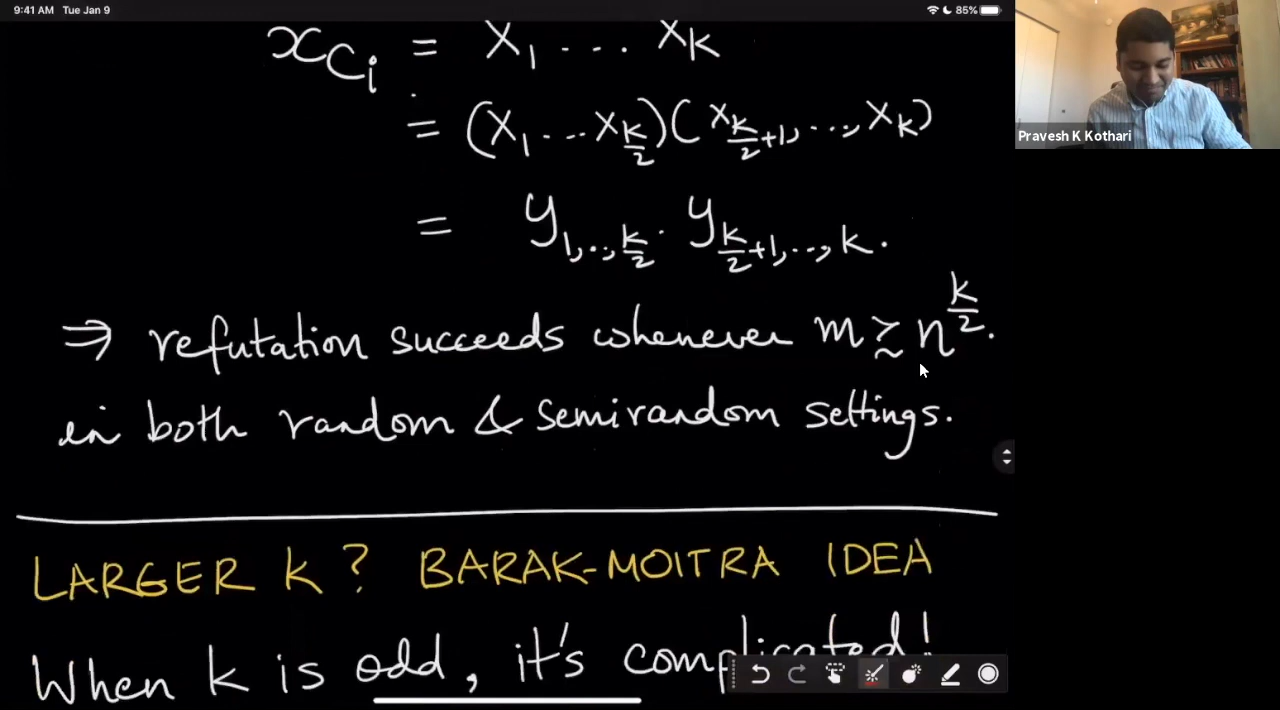 9:41 AM Tue Jan 9
85%
x_{C_i} = x_1 ... x_k
= (x_1 ... x_{k/2}) (x_{k/2+1}, ..., x_k)
= y_{1,..,k/2} · y_{k/2+1,..,k}.
⇒ refutation succeeds whenever m ≳ n^{k/2}.
in both random & semirandom settings.
LARGER k? BARAK-MOITRA IDEA
When k is odd, it's complicated!
Pravesh K Kothari